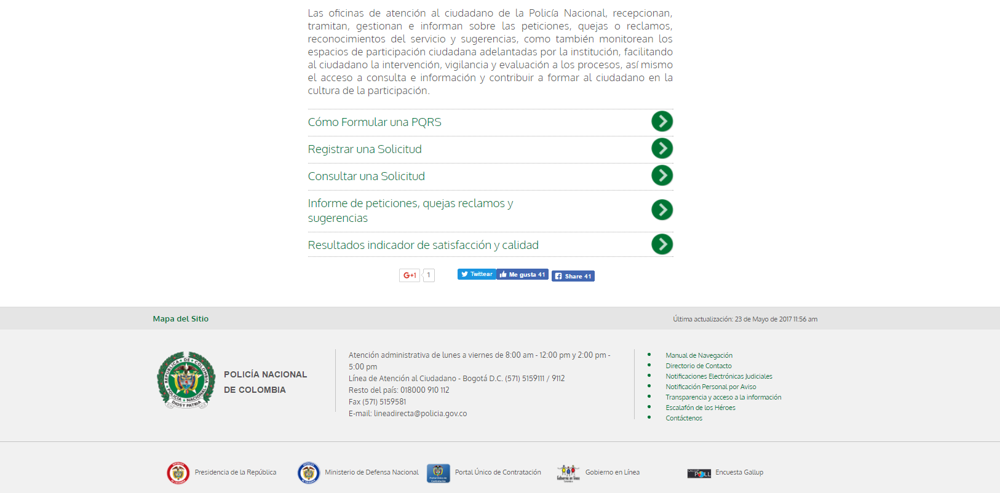 Las oficinas de atención al ciudadano de la Policía Nacional, recepcionan,
tramitan, gestionan e informan sobre las peticiones, quejas o reclamos,
reconocimientos del servicio y sugerencias, como también monitorean los
espacios de participación ciudadana adelantadas por la institución, facilitando
al ciudadano la intervención, vigilancia y evaluación a los procesos, así mismo
el acceso a consulta e información y contribuir a formar al ciudadano en la
cultura de la participación.
Cómo Formular una PQRS
Registrar una Solicitud
Consultar una Solicitud
Informe de peticiones, quejas reclamos y
sugerencias
Resultados indicador de satisfacción y calidad
G+1 1 Twittear Me gusta 41 Share 41
Mapa del Sitio
Última actualización: 23 de Mayo de 2017 11:56 am
REPÚBLICA DE COLOMBIA
POLICÍA NACIONAL
DIOS Y PATRIA
POLICÍA NACIONAL
DE COLOMBIA
Atención administrativa de lunes a viernes de 8:00 am - 12:00 pm y 2:00 pm -
5:00 pm
Línea de Atención al Ciudadano - Bogotá D.C. (571) 5159111 / 9112
Resto del país: 018000 910 112
Fax (571) 5159581
E-mail: lineadirecta@policia.gov.co
Manual de Navegación
Directorio de Contacto
Notificaciones Electrónicas Judiciales
Notificación Personal por Aviso
Transparencia y acceso a la información
Escalafón de los Héroes
Contáctenos
Presidencia de la República
Ministerio de Defensa Nacional
Portal Único de Contratación
Portal Único de Contratación
Gobierno en línea
Gobierno en Línea
GALLUP POLL
Encuesta Gallup